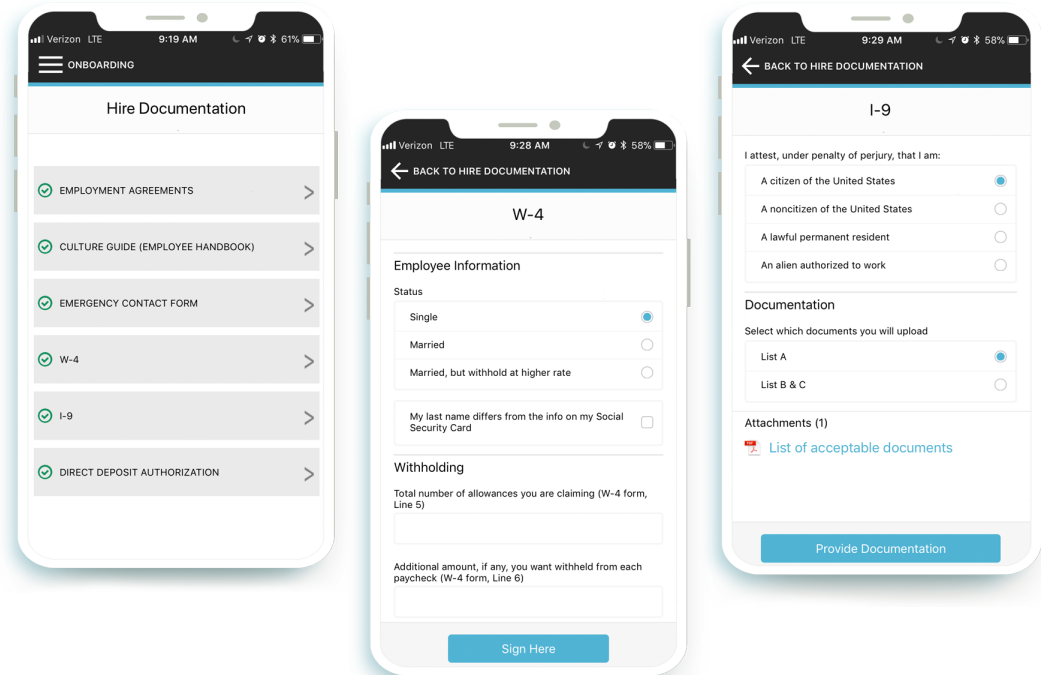 Verizon LTE 9:19 AM 61%
ONBOARDING
Hire Documentation
EMPLOYMENT AGREEMENTS
CULTURE GUIDE (EMPLOYEE HANDBOOK)
EMERGENCY CONTACT FORM
W-4
I-9
DIRECT DEPOSIT AUTHORIZATION
Verizon LTE 9:28 AM 58%
BACK TO HIRE DOCUMENTATION
W-4
Employee Information
Status
Single
Married
Married, but withhold at higher rate
My last name differs from the info on my Social
Security Card
Withholding
Total number of allowances you are claiming (W-4 form,
Line 5)
Additional amount, if any, you want withheld from each
paycheck (W-4 form, Line 6)
Sign Here
Verizon LTE 9:29 AM 58%
BACK TO HIRE DOCUMENTATION
I-9
I attest, under penalty of perjury, that I am:
A citizen of the United States
A noncitizen of the United States
A lawful permanent resident
An alien authorized to work
Documentation
Select which documents you will upload
List A
List B & C
Attachments (1)
PDF
List of acceptable documents
Provide Documentation